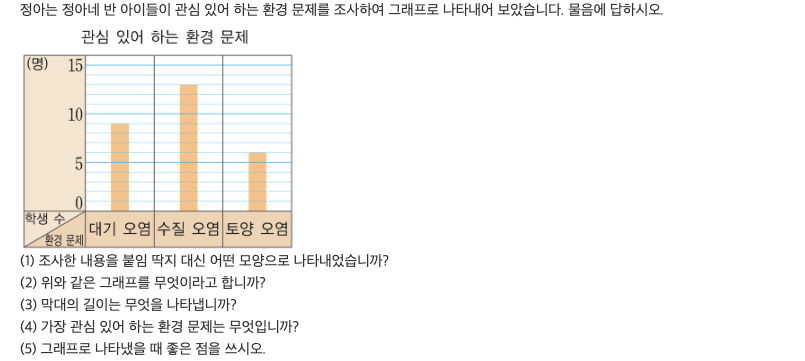 정아는 정아네 반 아이들이 관심 있어 하는 환경 문제를 조사하여 그래프로 나타내어 보았습니다. 물음에 답하시오.
관심 있어 하는 환경 문제
(명)
15
10
5
0
학생 수
환경 문제
대기 오염 수질 오염 토양 오염
(1) 조사한 내용을 붙임 딱지 대신 어떤 모양으로 나타내었습니까?
(2) 위와 같은 그래프를 무엇이라고 합니까?
(3) 막대의 길이는 무엇을 나타냅니까?
(4) 가장 관심 있어 하는 환경 문제는 무엇입니까?
(5) 그래프로 나타냈을 때 좋은 점을 쓰시오.